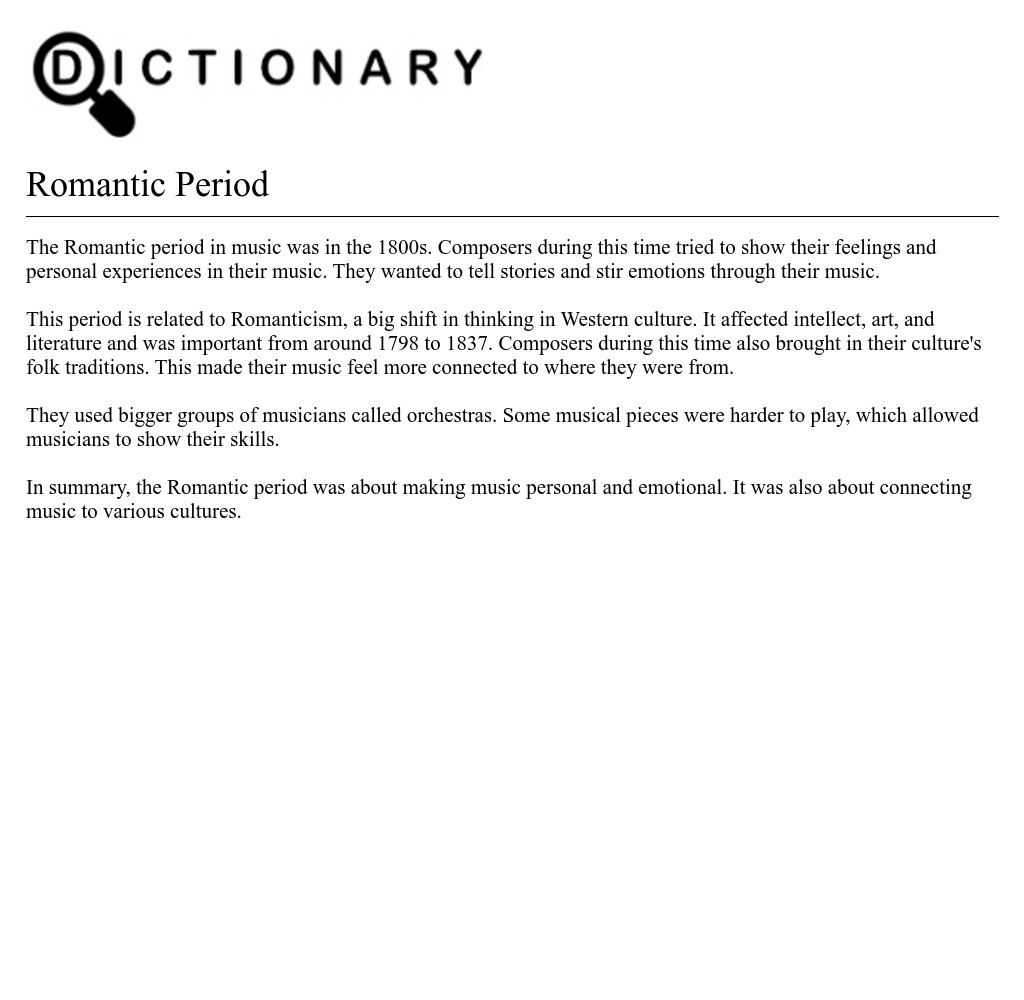 DICTIONARY
Romantic Period
The Romantic period in music was in the 1800s. Composers during this time tried to show their feelings and
personal experiences in their music. They wanted to tell stories and stir emotions through their music.
This period is related to Romanticism, a big shift in thinking in Western culture. It affected intellect, art, and
literature and was important from around 1798 to 1837. Composers during this time also brought in their culture's
folk traditions. This made their music feel more connected to where they were from.
They used bigger groups of musicians called orchestras. Some musical pieces were harder to play, which allowed
musicians to show their skills.
In summary, the Romantic period was about making music personal and emotional. It was also about connecting
music to various cultures.